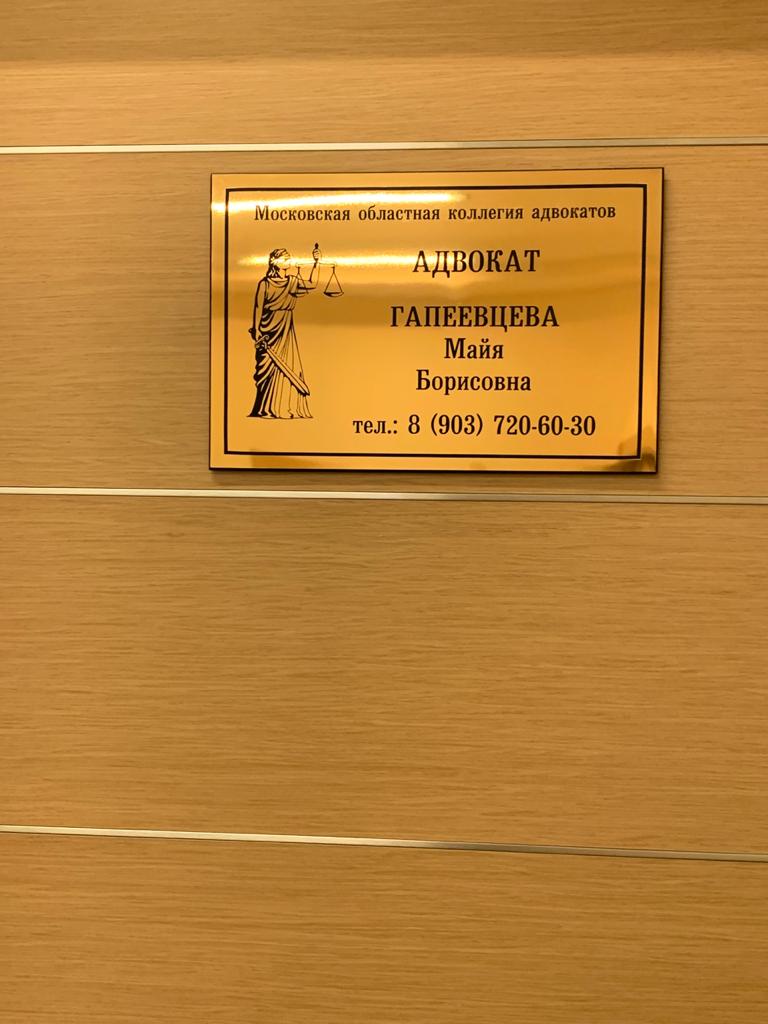 Московская областная коллегия адвокатов
АДВОКАТ
ГАПЕЕВЦЕВА
Майя
Борисовна
тел.: 8 (903) 720-60-30